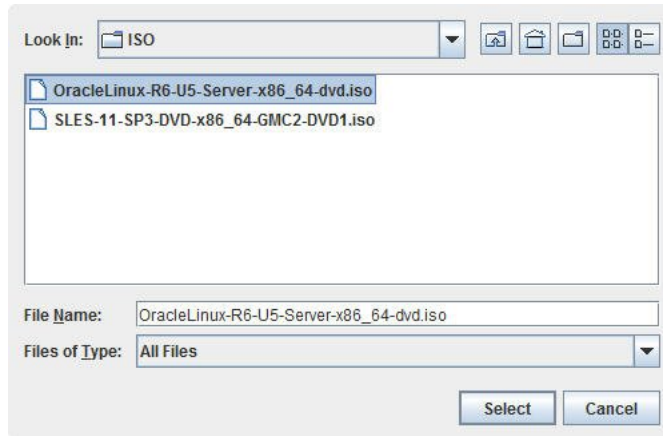 Look In: ISO
OracleLinux-R6-U5-Server-x86_64-dvd.iso
SLES-11-SP3-DVD-x86_64-GMC2-DVD1.iso
File Name: OracleLinux-R6-U5-Server-x86_64-dvd.iso
Files of Type: All Files
Select Cancel